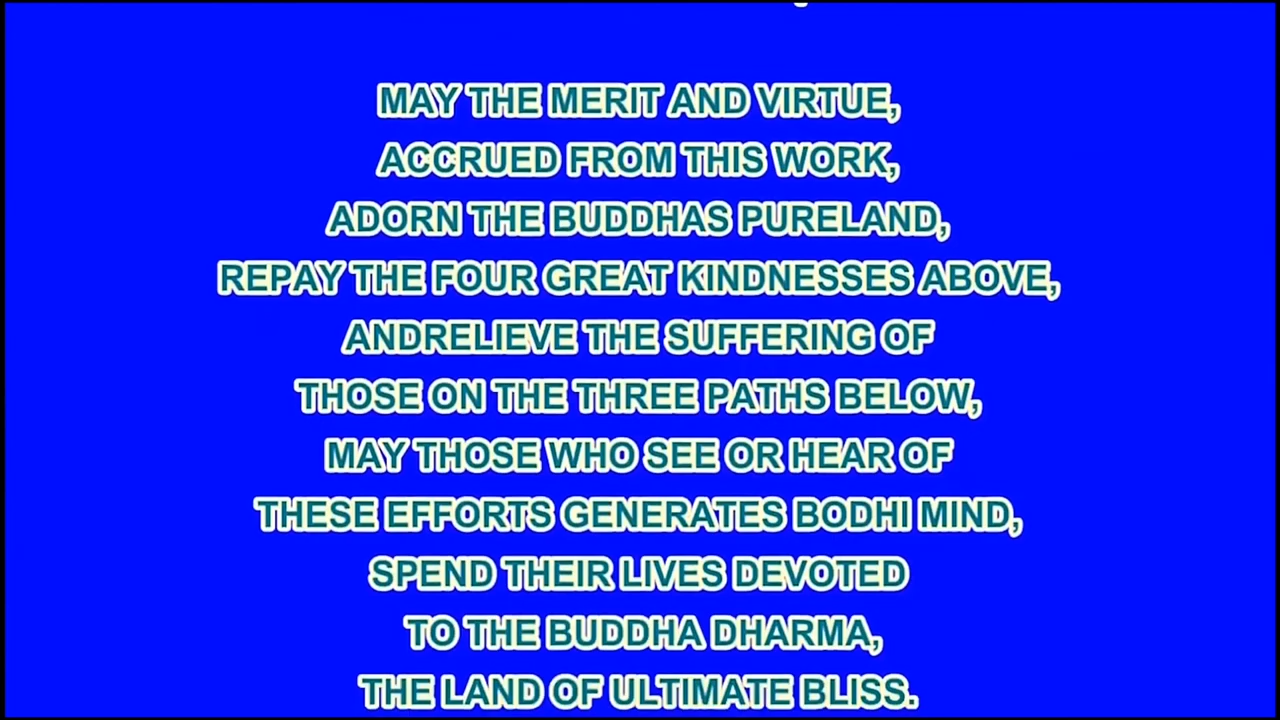 MAY THE MERIT AND VIRTUE,
ACCRUED FROM THIS WORK,
ADORN THE BUDDHAS PURELAND,
REPAY THE FOUR GREAT KINDNESSES ABOVE,
ANDRELIEVE THE SUFFERING OF
THOSE ON THE THREE PATHS BELOW,
MAY THOSE WHO SEE OR HEAR OF
THESE EFFORTS GENERATES BODHI MIND,
SPEND THEIR LIVES DEVOTED
TO THE BUDDHA DHARMA,
THE LAND OF ULTIMATE BLISS.